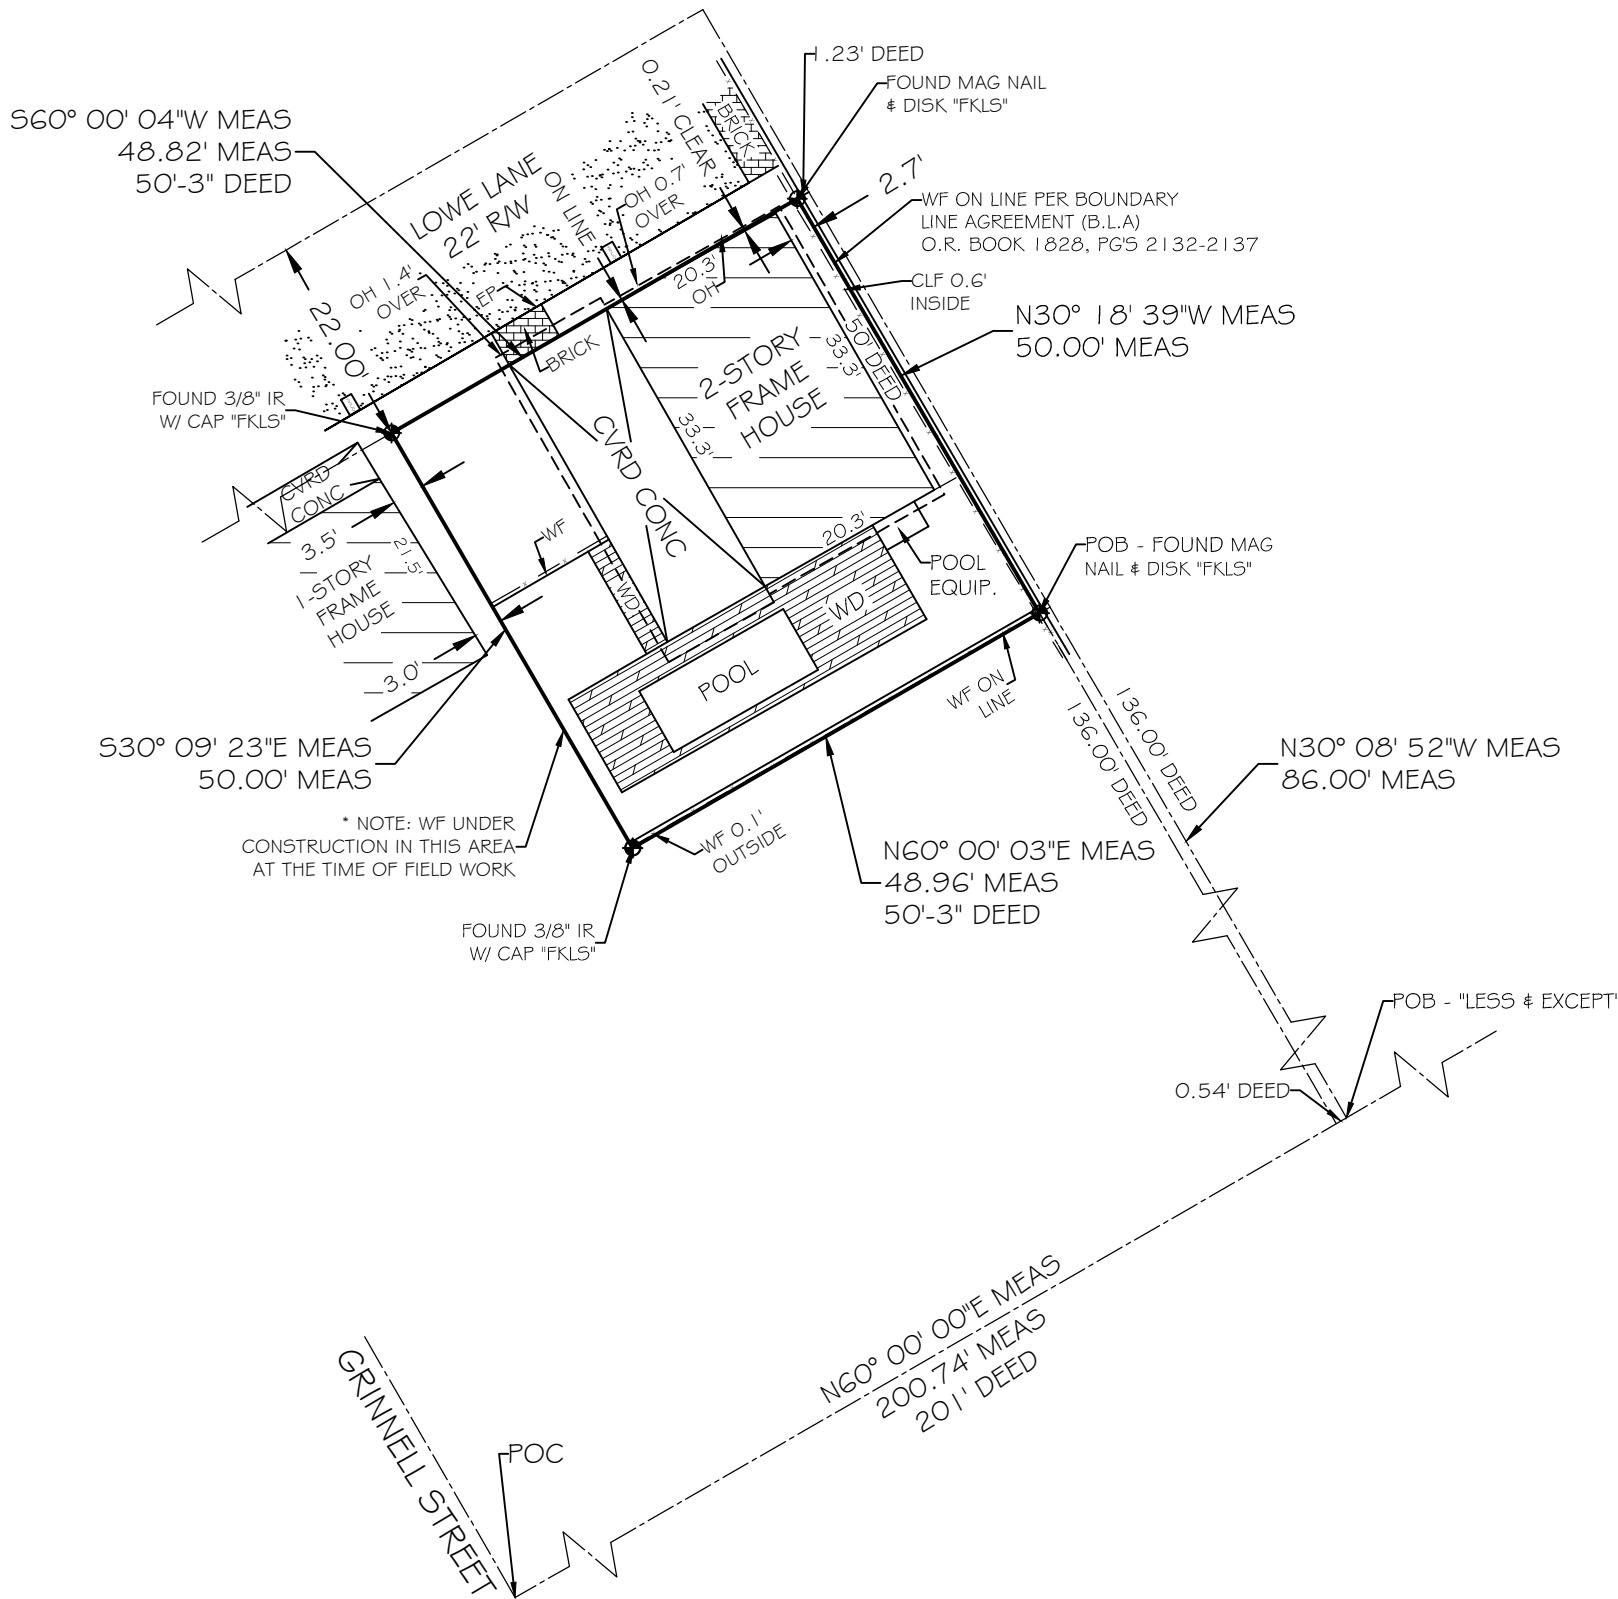 1.23' DEED
FOUND MAG NAIL
& DISK "FKLS"
0.21' CLEAR
BRICK
S60° 00' 04"W MEAS
48.82' MEAS
50'-3" DEED
LOWE LANE
22' R/W
ON LINE
OH 0.7'
OVER
2.7'
WF ON LINE PER BOUNDARY
LINE AGREEMENT (B.L.A)
O.R. BOOK 1828, PG'S 2132-2137
20.3'
OH
CLF 0.6'
INSIDE
OH 1.4'
OVER
EP
22.00'
N30° 18' 39"W MEAS
50.00' MEAS
BRICK
50' DEED
33.3'
2-STORY
FRAME
HOUSE
FOUND 3/8" IR
W/ CAP "FKLS"
33.3'
CVRD CONC
CVRD
CONC
3.5'
21.5'
1-STORY
FRAME
HOUSE
3.0'
WF
20.3'
WD
WD
POOL
EQUIP.
POB - FOUND MAG
NAIL & DISK "FKLS"
POOL
WF ON
LINE
136.00' DEED
136.00' DEED
S30° 09' 23"E MEAS
50.00' MEAS
N30° 08' 52"W MEAS
86.00' MEAS
* NOTE: WF UNDER
CONSTRUCTION IN THIS AREA
AT THE TIME OF FIELD WORK
WF 0.1'
OUTSIDE
N60° 00' 03"E MEAS
48.96' MEAS
50'-3" DEED
FOUND 3/8" IR
W/ CAP "FKLS"
POB - "LESS & EXCEPT'
0.54' DEED
N60° 00' 00"E MEAS
200.74' MEAS
201' DEED
GRINNELL STREET
POC